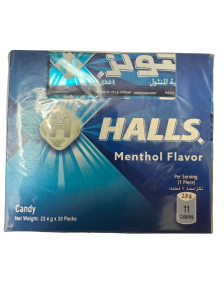 هولز
HALLS
Menthol Flavor
Per Serving
(1 Piece)
2.8 g
11
Calories
Candy
Net Weight: 22.4 g x 20 Packs